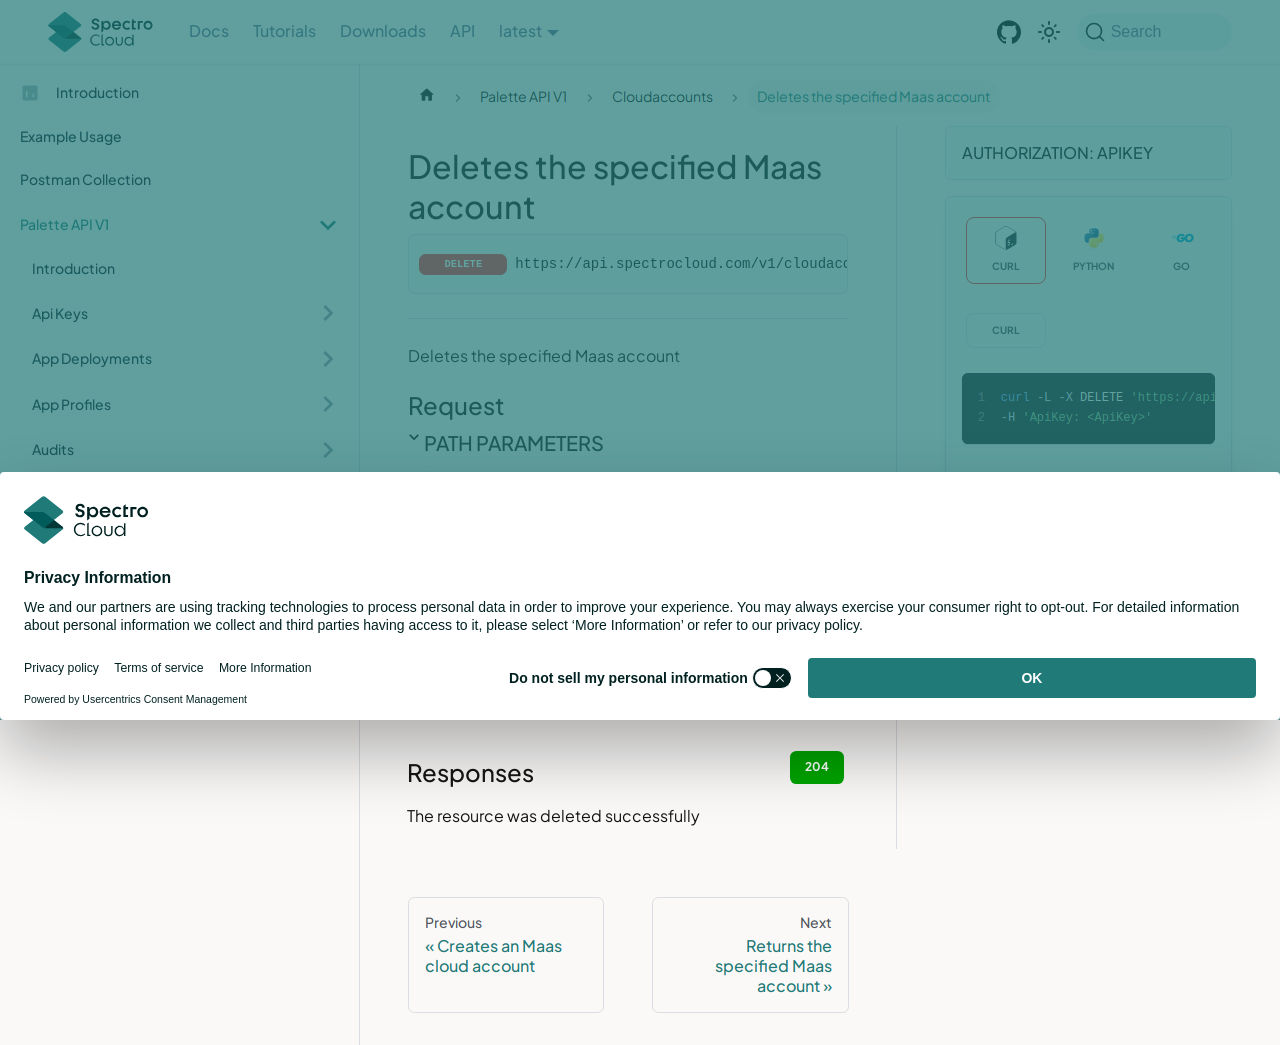 Spectro Cloud
Docs
Tutorials
Downloads
API
latest
Search
Introduction
Example Usage
Postman Collection
Palette API V1
Introduction
Api Keys
App Deployments
App Profiles
Audits
Palette API V1
Cloudaccounts
Deletes the specified Maas account
Deletes the specified Maas
account
DELETE
https://api.spectrocloud.com/v1/cloudacc
Deletes the specified Maas account
Request
PATH PARAMETERS
AUTHORIZATION: APIKEY
CURL
PYTHON
GO
CURL
1 curl -L -X DELETE 'https://api
2 -H 'ApiKey: <ApiKey>'
Spectro
Cloud
Privacy Information
We and our partners are using tracking technologies to process personal data in order to improve your experience. You may always exercise your consumer right to opt-out. For detailed information
about personal information we collect and third parties having access to it, please select ‘More Information’ or refer to our privacy policy.
Privacy policy
Terms of service
More Information
Powered by Usercentrics Consent Management
Do not sell my personal information
OK
Responses
204
The resource was deleted successfully
Previous
« Creates an Maas
cloud account
Next
Returns the
specified Maas
account »